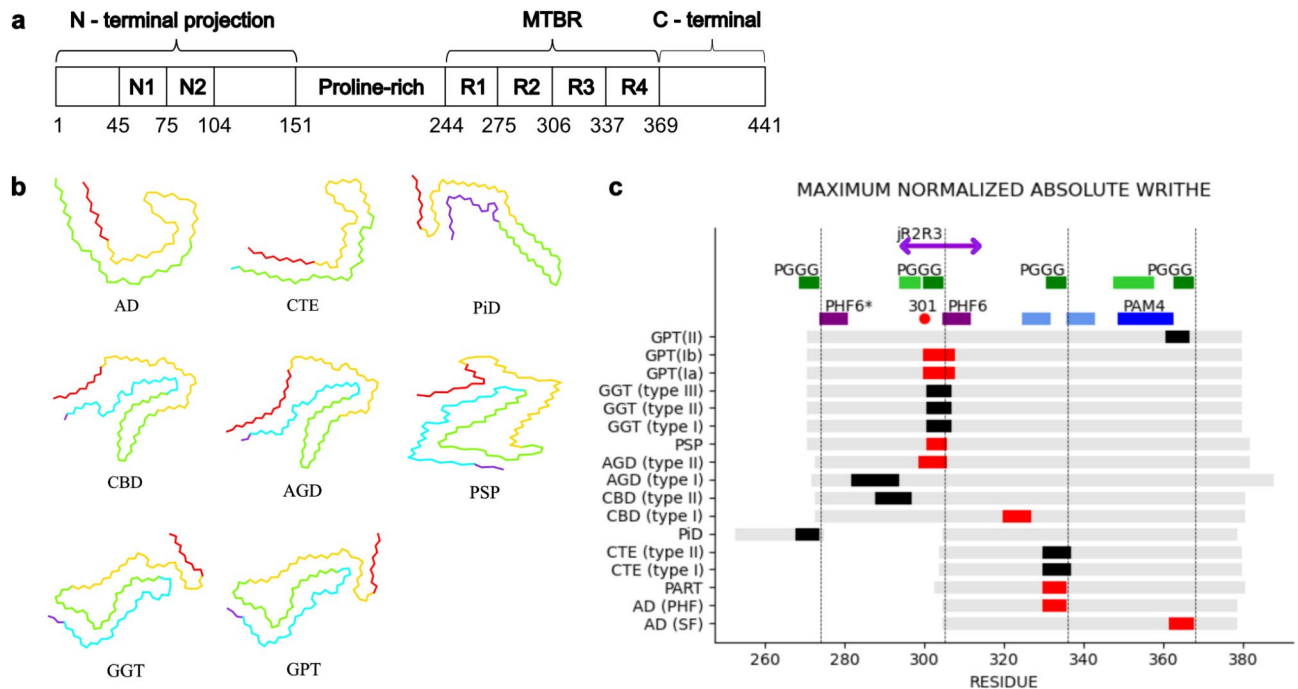 a
N - terminal projection
MTBR
C - terminal
N1 N2 Proline-rich R1 R2 R3 R4
1 45 75 104 151 244 275 306 337 369 441
b
AD CTE PiD
CBD AGD PSP
GGT GPT
c
MAXIMUM NORMALIZED ABSOLUTE WRITHE
jR2R3
PGGG PGGG PGGG PGGG
PHF6* 301 PHF6 PAM4
GPT(II)
GPT(Ib)
GPT(Ia)
GGT (type III)
GGT (type II)
GGT (type I)
PSP
AGD (type II)
AGD (type I)
CBD (type II)
CBD (type I)
PiD
CTE (type II)
CTE (type I)
PART
AD (PHF)
AD (SF)
260 280 300 320 340 360 380
RESIDUE